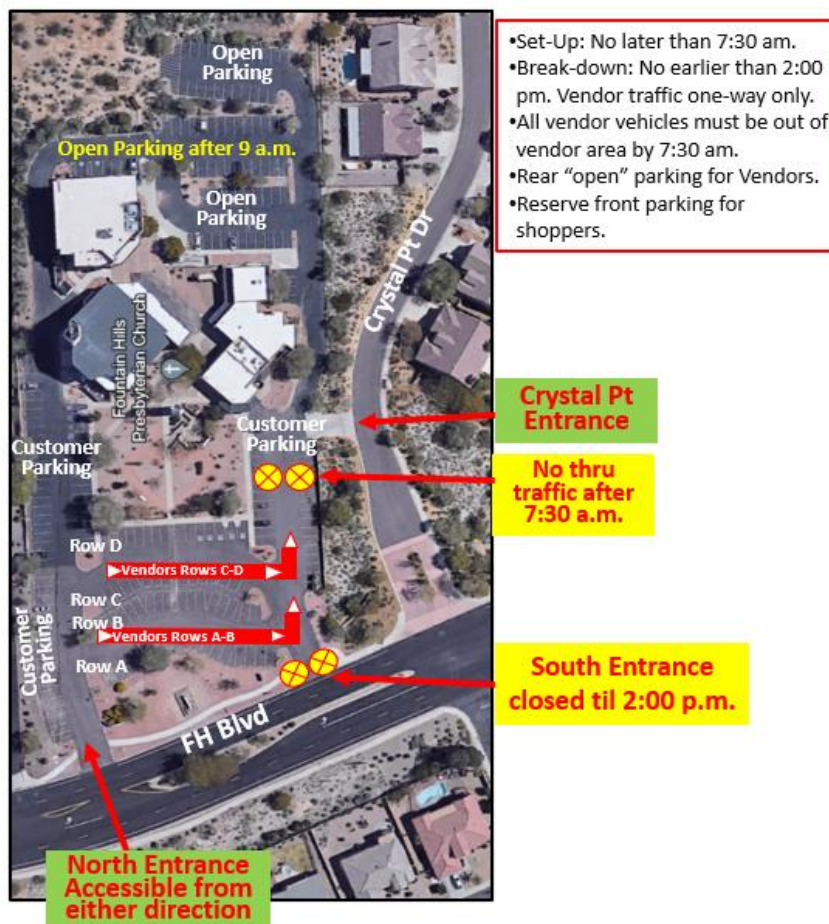 •Set-Up: No later than 7:30 am.
•Break-down: No earlier than 2:00
pm. Vendor traffic one-way only.
•All vendor vehicles must be out of
vendor area by 7:30 am.
•Rear “open” parking for Vendors.
•Reserve front parking for
shoppers.
Open
Parking
Open Parking after 9 a.m.
Open
Parking
Crystal Pt Dr
Fountain Hills
Presbyterian Church
Crystal Pt
Entrance
Customer
Parking
Customer
Parking
No thru
traffic after
7:30 a.m.
Row D
Vendors Rows C-D
Row C
Row B
Vendors Rows A-B
Customer
Parking
Row A
South Entrance
closed til 2:00 p.m.
FH Blvd
North Entrance
Accessible from
either direction